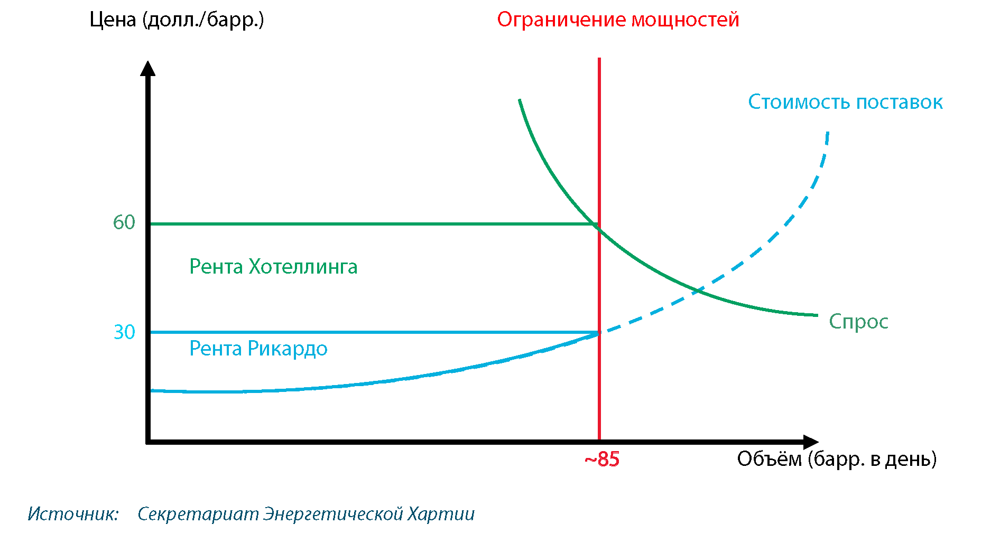 Цена (долл./барр.)
Ограничение мощностей
Стоимость поставок
60
Рента Хотеллинга
Спрос
30
Рента Рикардо
~85
Объём (барр. в день)
Источник: Секретариат Энергетической Хартии